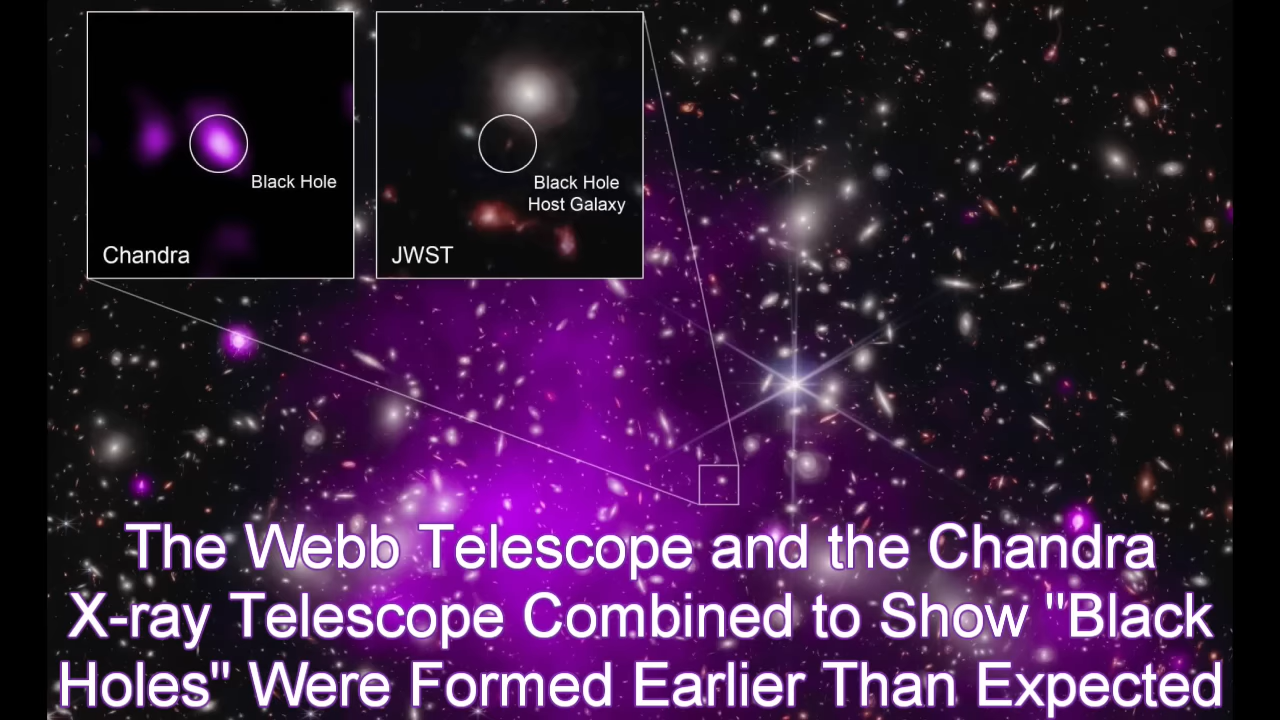 Black Hole
Chandra
Black Hole
Host Galaxy
JWST
The Webb Telescope and the Chandra
X-ray Telescope Combined to Show "Black
Holes" Were Formed Earlier Than Expected